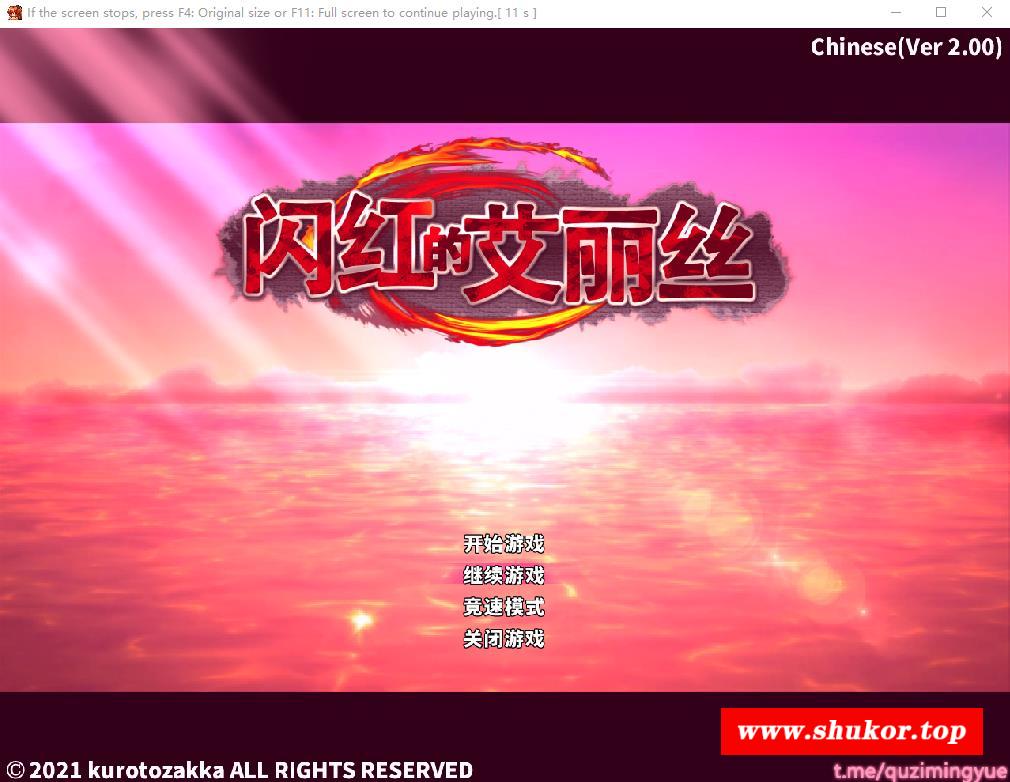 If the screen stops, press F4: Original size or F11: Full screen to continue playing.[ 11 s ]
Chinese(Ver 2.00)
闪红的艾丽丝
开始游戏
继续游戏
竞速模式
关闭游戏
www.shukor.top
© 2021 kurotozakka ALL RIGHTS RESERVED
t.me/quzimingyue